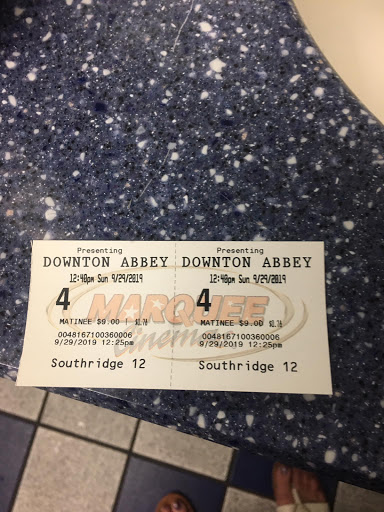 Presenting
DOWNTON ABBEY
12:40pm Sun 9/29/2019
4
MATINEE $9.00
0048167100360006
9/29/2019 12:25pm
Southridge 12
Presenting
DOWNTON ABBEY
12:40pm Sun 9/29/2019
4
MATINEE $9.00
0048167100360006
9/29/2019 12:25pm
Southridge 12
MARQUEE
Cinemas